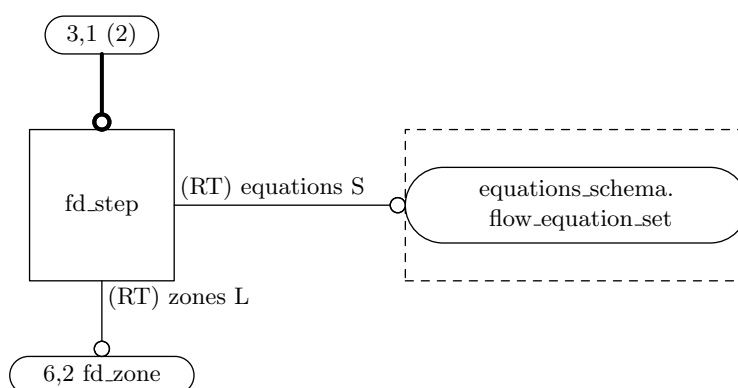 3,1 (2)
(RT) equations S
equations_schema.
fd_step
flow_equation_set
(RT) zones L
6,2 fd_zone